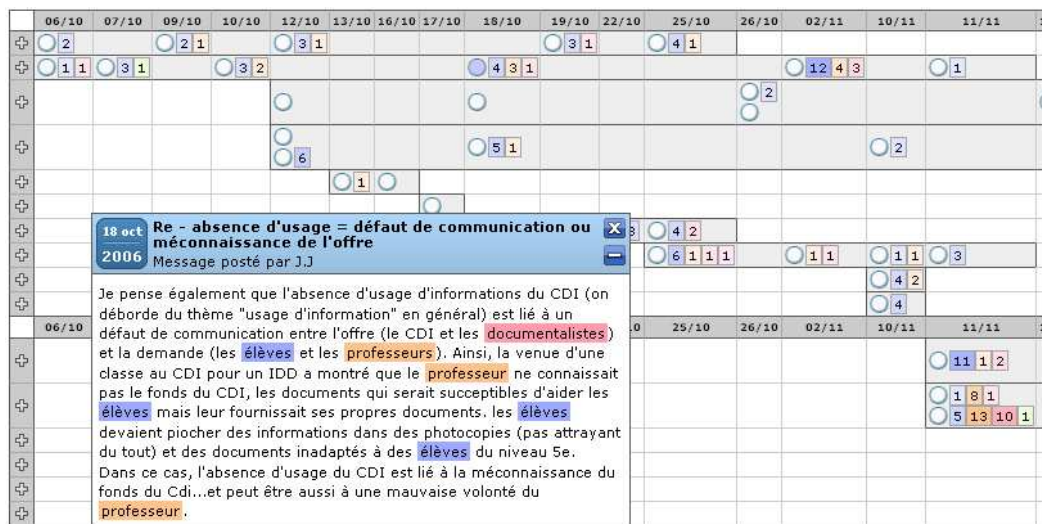 06/10 07/10 09/10 10/10 12/10 13/10 16/10 17/10 18/10 19/10 22/10 25/10 26/10 02/11 10/11 11/11
2 2 1 3 1 3 1 4 1
1 1 3 1 3 2 4 3 1 12 4 3 1
2
6 5 1 2
1
18 oct 2006
Re - absence d'usage = défaut de communication ou
méconnaissance de l'offre
Message posté par J.J
X
3 4 2
6 1 1 1 1 1 1 1 3
4 2
4
Je pense également que l'absence d'usage d'informations du CDI (on
déborde du thème "usage d'information" en général) est lié à un
défaut de communication entre l'offre (le CDI et les documentalistes)
et la demande (les élèves et les professeurs). Ainsi, la venue d'une
classe au CDI pour un IDD a montré que le professeur ne connaissait
pas le fonds du CDI, les documents qui serait succeptibles d'aider les
élèves mais leur fournissait ses propres documents. les élèves
devaient piocher des informations dans des photocopies (pas attrayant
du tout) et des documents inadaptés à des élèves du niveau 5e.
Dans ce cas, l'absence d'usage du CDI est lié à la méconnaissance du
fonds du Cdi...et peut être aussi à une mauvaise volonté du
professeur.
06/10 25/10 26/10 02/11 10/11 11/11
11 1 2
1 8 1
5 13 10 1